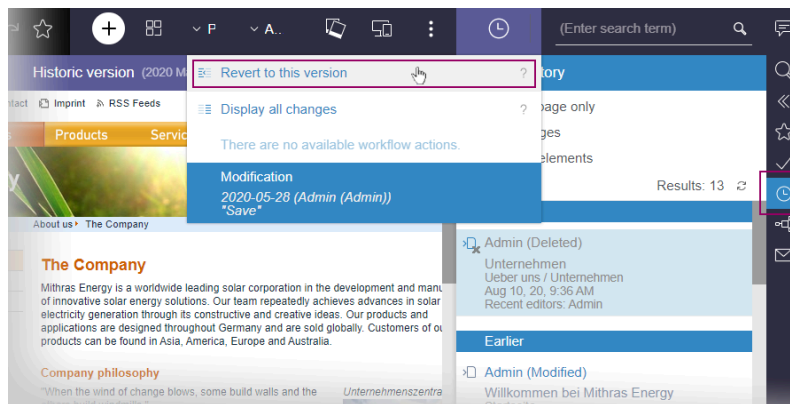 P
A..
(Enter search term)
Historic version (2020 M
Revert to this version
?
tory
Imprint
RSS Feeds
Display all changes
?
page only
Products
Servic
There are no available workflow actions.
elements
Modification
2020-05-28 (Admin (Admin))
"Save"
Results: 13
About us
The Company
Admin (Deleted)
Unternehmen
Ueber uns / Unternehmen
Aug 10, 20, 9:36 AM
Recent editors: Admin
The Company
Mithras Energy is a worldwide leading solar corporation in the development and manu
of innovative solar energy solutions. Our team repeatedly achieves advances in solar
electricity generation through its constructive and creative ideas. Our products and
applications are designed throughout Germany and are sold globally. Customers of ou
products can be found in Asia, America, Europe and Australia.
Earlier
Company philosophy
Admin (Modified)
"When the wind of change blows, some build walls and the
Unternehmenszentra
Willkommen bei Mithras Energy